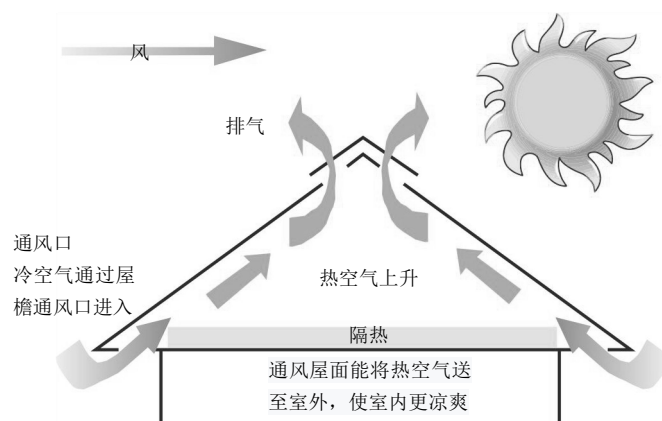 风
排气
通风口
冷空气通过屋
檐通风口进入
热空气上升
隔热
通风屋面能将热空气送
至室外，使室内更凉爽